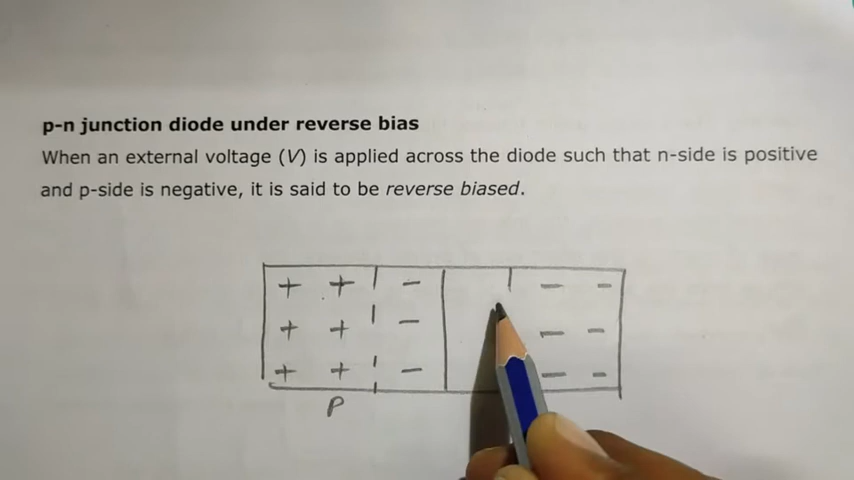 p-n junction diode under reverse bias
When an external voltage (V) is applied across the diode such that n-side is positive
and p-side is negative, it is said to be reverse biased.
+ + -   - -
+ + -   - -
+ + -   - -
P